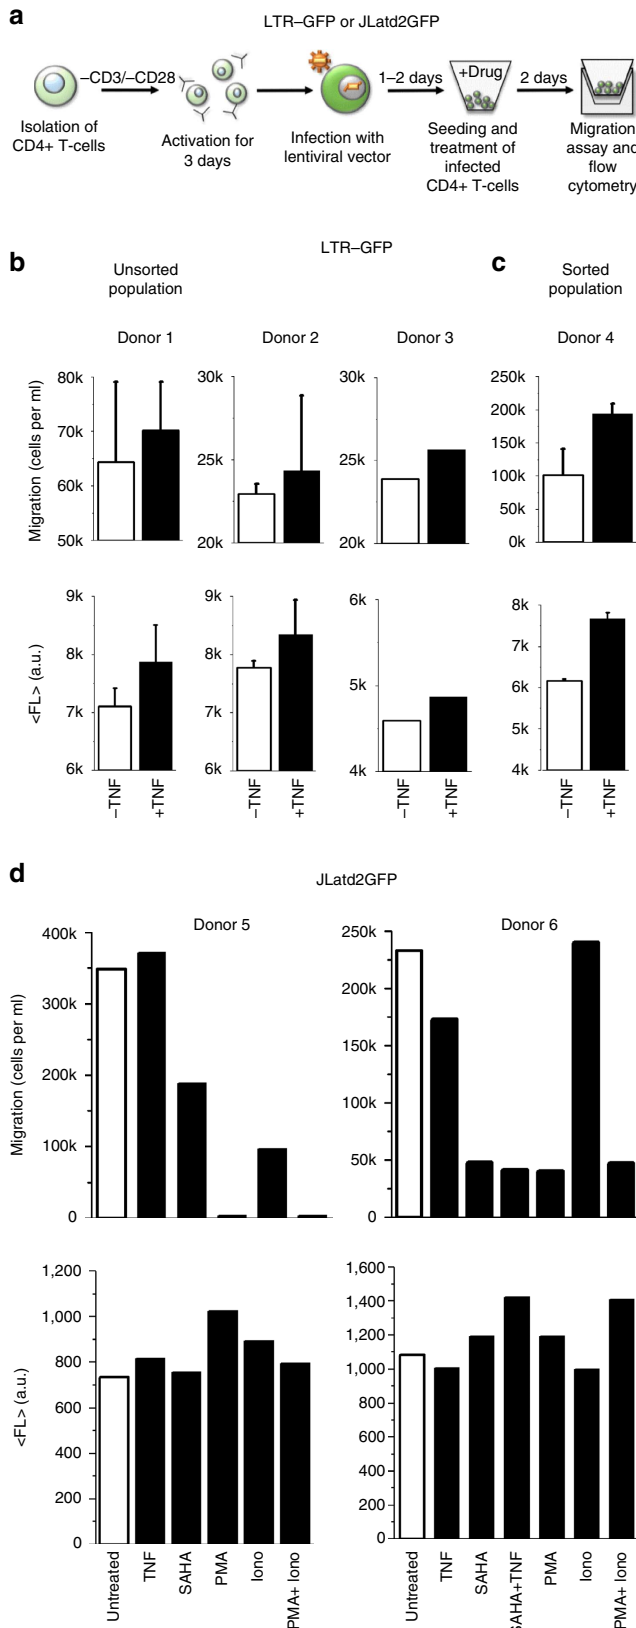 a
LTR–GFP or JLatd2GFP
–CD3/–CD28
1–2 days
+Drug
2 days
Isolation of
CD4+ T-cells
Activation for
3 days
Infection with
lentiviral vector
Seeding and
treatment of
infected
CD4+ T-cells
Migration
assay and
flow
cytometry
b
LTR–GFP
c
Unsorted
population
Sorted
population
Donor 1
Donor 2
Donor 3
Donor 4
Migration (cells per ml)
80k
70k
60k
50k
30k
25k
20k
30k
25k
20k
250k
200k
150k
100k
50k
0k
<FL> (a.u.)
9k
8k
7k
6k
9k
8k
7k
6k
6k
5k
4k
8k
7k
6k
5k
4k
–TNF
+TNF
–TNF
+TNF
–TNF
+TNF
–TNF
+TNF
d
JLatd2GFP
Donor 5
Donor 6
Migration (cells per ml)
400k
300k
200k
100k
0
250k
200k
150k
100k
50k
0
<FL> (a.u.)
1,200
1,000
800
600
400
200
0
1,600
1,400
1,200
1,000
800
600
400
200
0
Untreated
TNF
SAHA
PMA
Iono
PMA+ Iono
Untreated
TNF
SAHA
SAHA+TNF
PMA
Iono
PMA+ Iono